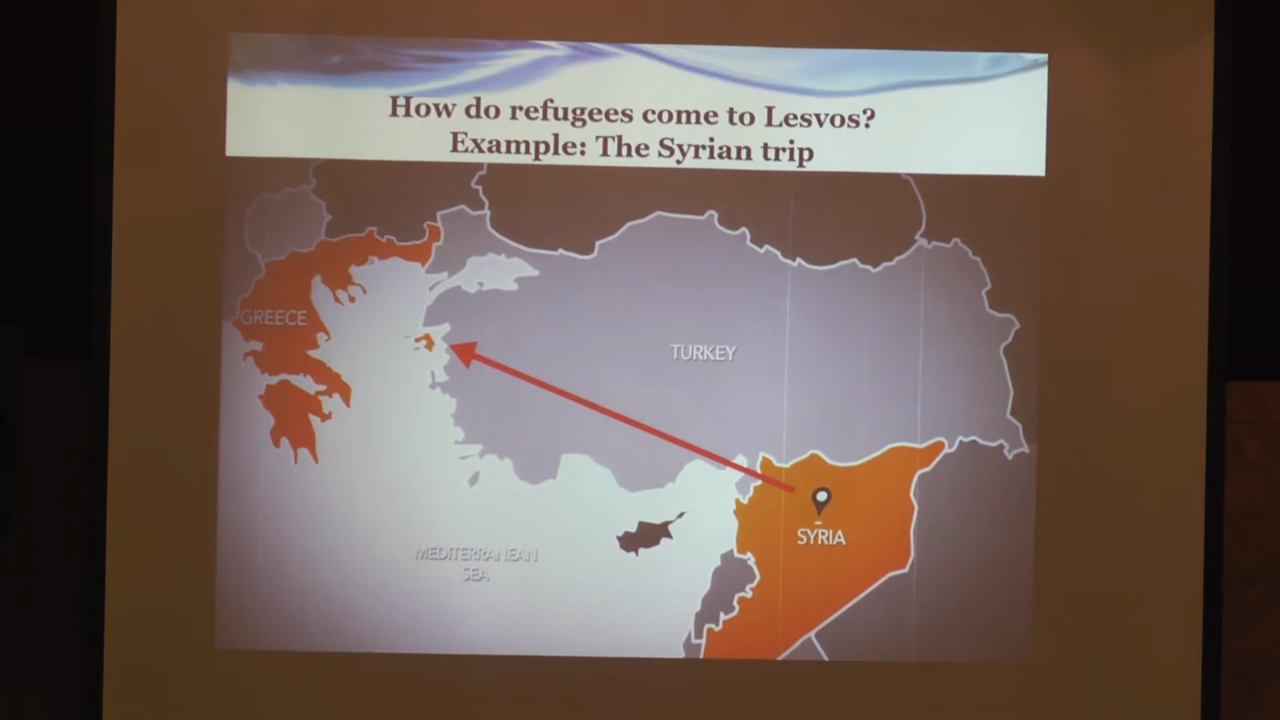 How do refugees come to Lesvos?
Example: The Syrian trip
GREECE
TURKEY
SYRIA
MEDITERRANEAN
SEA